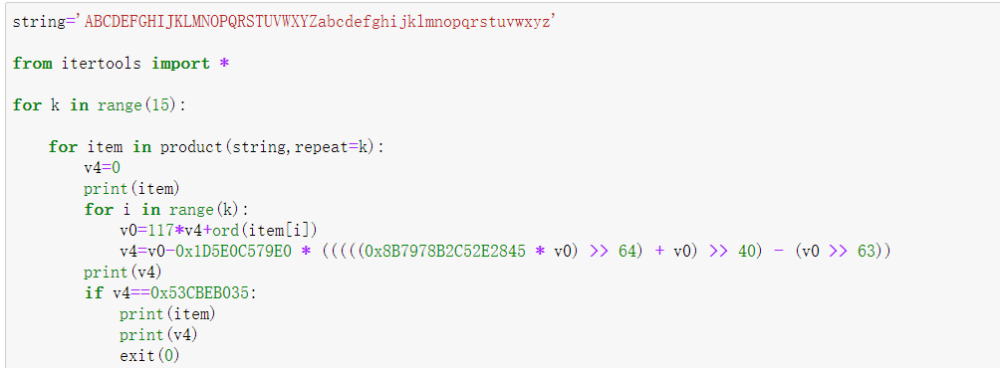 string='ABCDEFGHIJKLMNOPQRSTUVWXYZabcdefghijklmnopqrstuvwxyz'
from itertools import *
for k in range(15):
    for item in product(string,repeat=k):
        v4=0
        print(item)
        for i in range(k):
            v0=117*v4+ord(item[i])
            v4=v0-0x1D5E0C579E0 * (((((0x8B7978B2C52E2845 * v0) >> 64) + v0) >> 40) - (v0 >> 63))
        print(v4)
        if v4==0x53CBEB035:
            print(item)
            print(v4)
            exit(0)